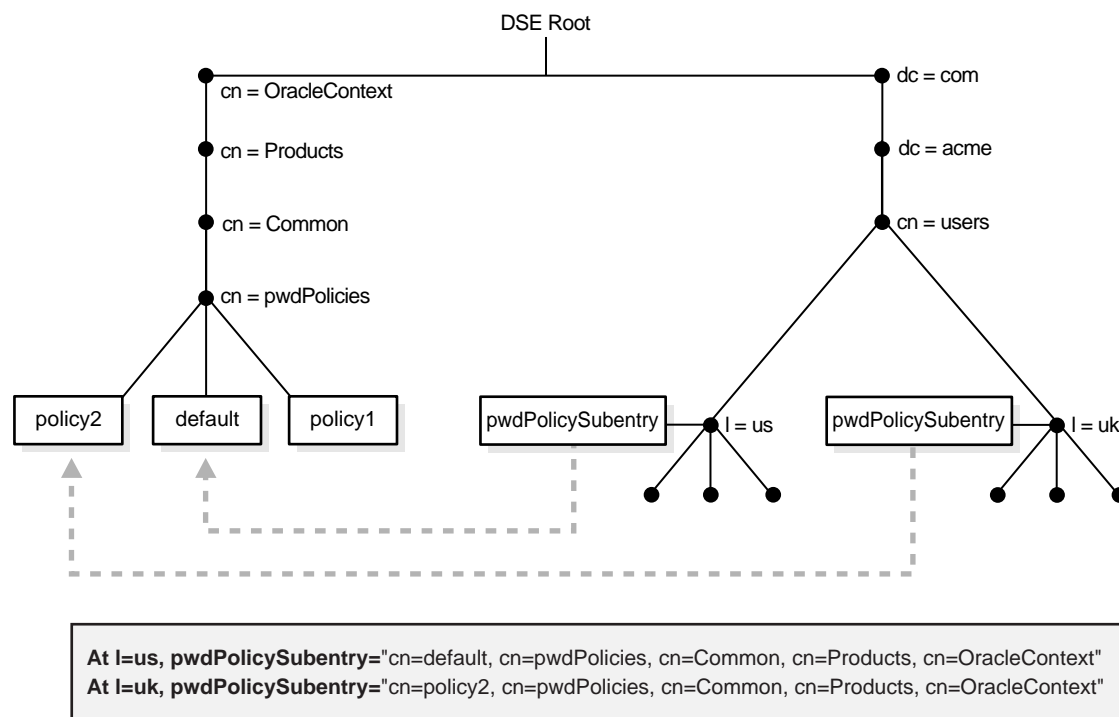 DSE Root
cn = OracleContext
dc = com
cn = Products
dc = acme
cn = Common
cn = users
cn = pwdPolicies
policy2
default
policy1
pwdPolicySubentry
l = us
pwdPolicySubentry
l = uk
At l=us, pwdPolicySubentry="cn=default, cn=pwdPolicies, cn=Common, cn=Products, cn=OracleContext"
At l=uk, pwdPolicySubentry="cn=policy2, cn=pwdPolicies, cn=Common, cn=Products, cn=OracleContext"